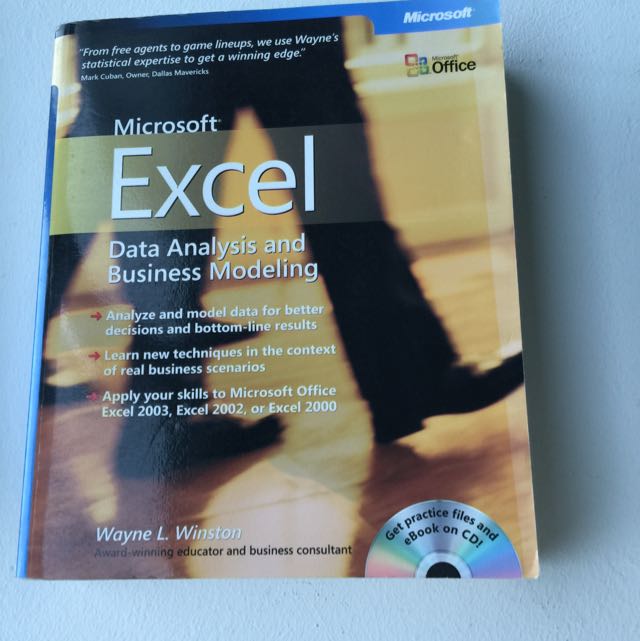 Microsoft
"From free agents to game lineups, we use Wayne's
statistical expertise to get a winning edge."
Mark Cuban, Owner, Dallas Mavericks
Microsoft
Office
Microsoft
Excel
Data Analysis and
Business Modeling
Analyze and model data for better
decisions and bottom-line results
Learn new techniques in the context
of real business scenarios
Apply your skills to Microsoft Office
Excel 2003, Excel 2002, or Excel 2000
Wayne L. Winston
Award-winning educator and business consultant
Get practice files and
eBook on CD!